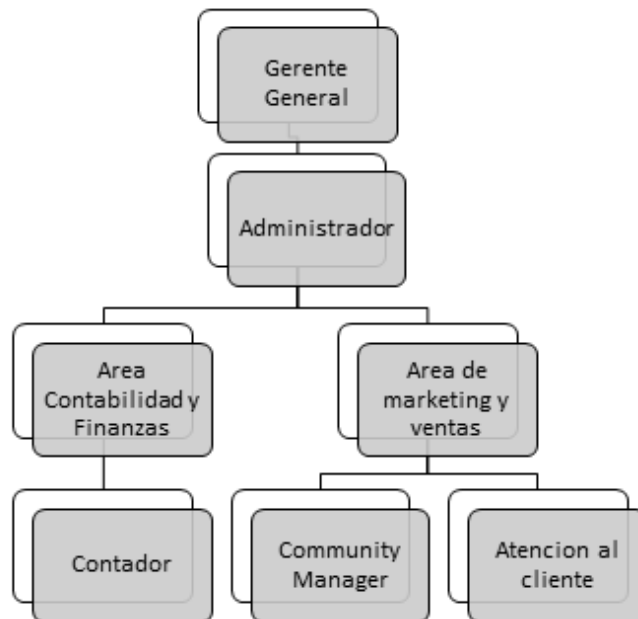 Gerente
General
Administrador
Area
Contabilidad y
Finanzas
Area de
marketing y
ventas
Contador
Community
Manager
Atencion al
cliente